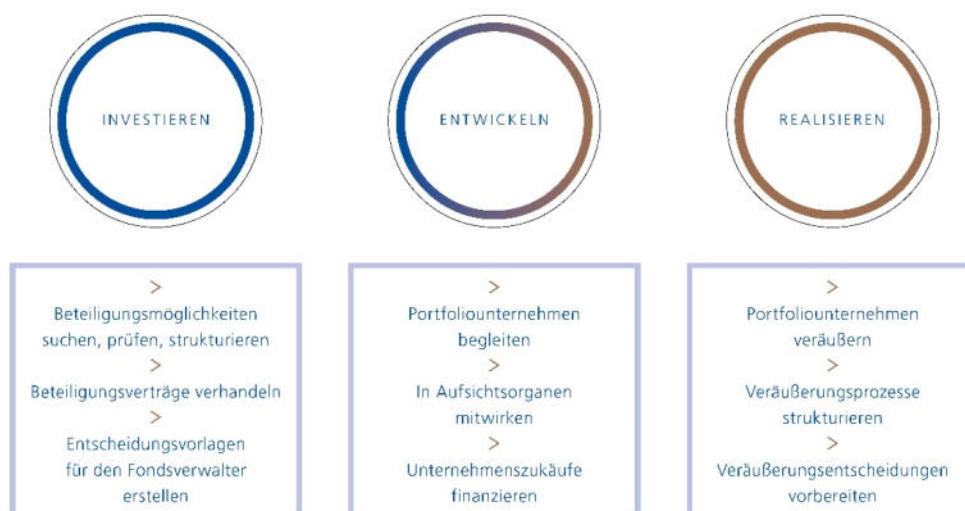 INVESTIEREN
>
Beteiligungsmöglichkeiten
suchen, prüfen, strukturieren
>
Beteiligungsverträge verhandeln
>
Entscheidungsvorlagen
für den Fondsverwalter
erstellen
ENTWICKELN
>
Portfoliounternehmen
begleiten
>
In Aufsichtsorganen
mitwirken
>
Unternehmenszukäufe
finanzieren
REALISIEREN
>
Portfoliounternehmen
veräußern
>
Veräußerungsprozesse
strukturieren
>
Veräußerungsentscheidungen
vorbereiten